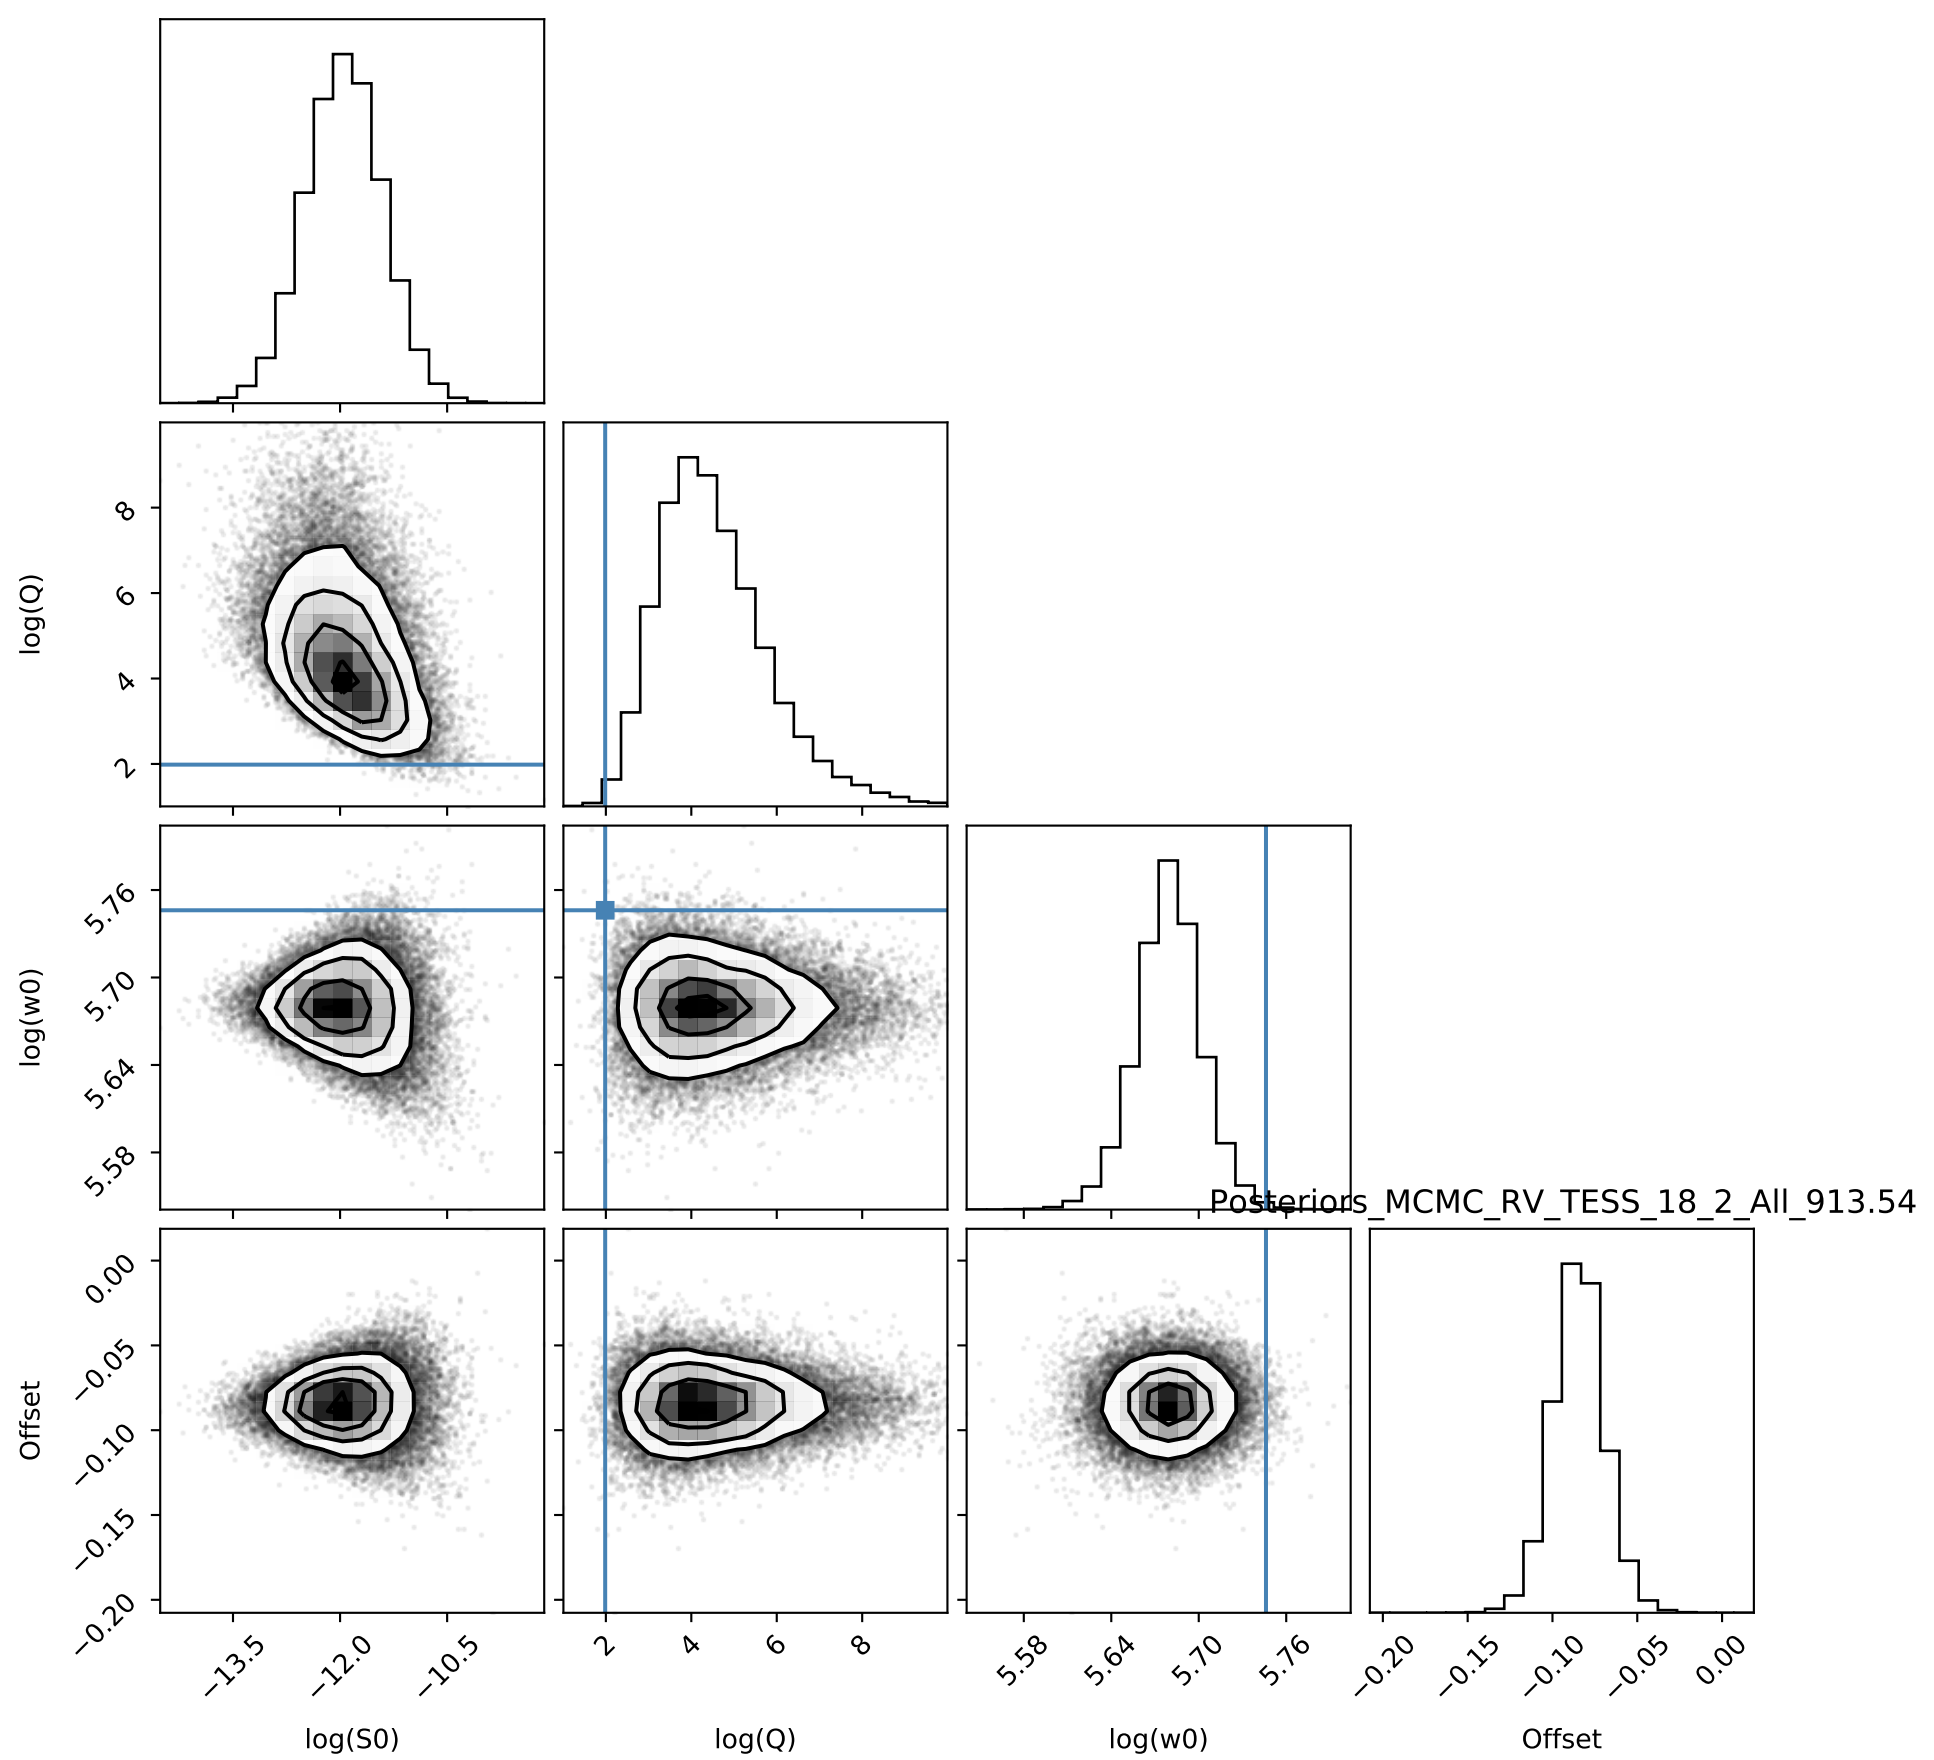 8
6
4
2
log(Q)
5.76
5.70
5.64
5.58
log(w0)
Posteriors_MCMC_RV_TESS_18_2_All_913.54
0.00
−0.05
−0.10
−0.15
−0.20
Offset
−13.5 −12.0 −10.5 2 4 6 8 5.58 5.64 5.70 5.76 −0.20 −0.15 −0.10 −0.05 0.00
log(S0) log(Q) log(w0) Offset